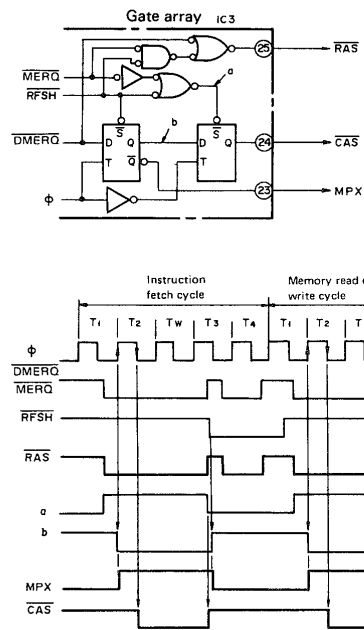 Gate array IC3
25 RAS
MERQ
RFSH
a
S
b
S
DMERQ
D Q
D Q
24 CAS
T Q
T
23 MPX
ϕ
Instruction
fetch cycle
Memory read
write cycle
T1 T2 TW T3 T4 T1 T2 T
ϕ
DMERQ
MERQ
RFSH
RAS
a
b
MPX
CAS